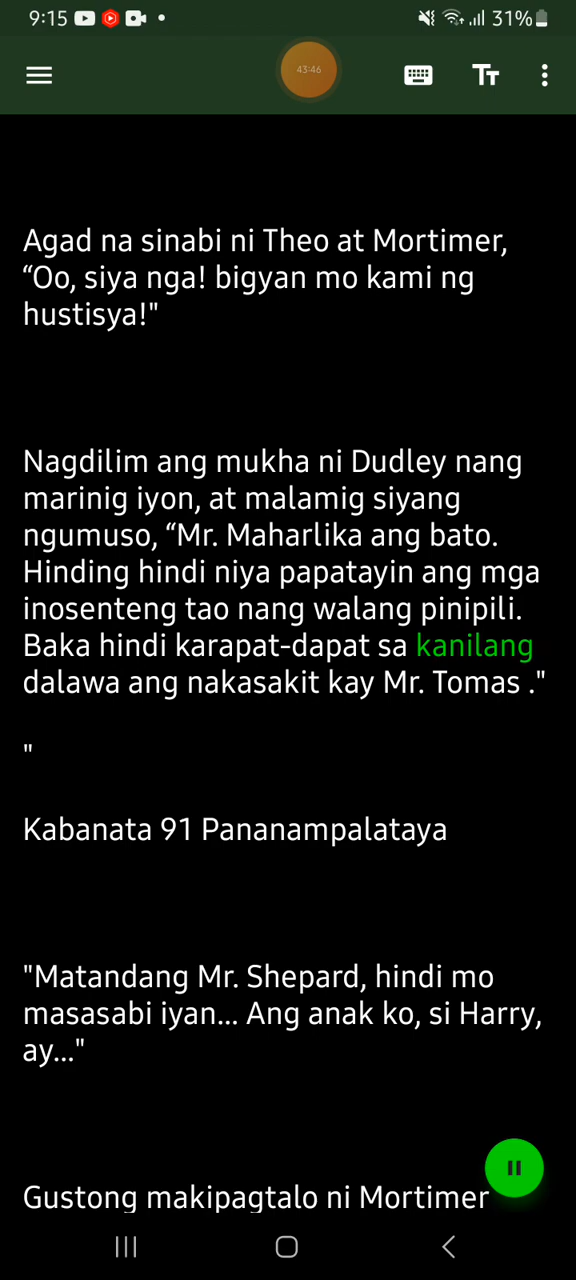 9:15
31%
43:46
Agad na sinabi ni Theo at Mortimer,
“Oo, siya nga! bigyan mo kami ng
hustisya!"
Nagdilim ang mukha ni Dudley nang
marinig iyon, at malamig siyang
ngumuso, “Mr. Maharlika ang bato.
Hinding hindi niya papatayin ang mga
inosenteng tao nang walang pinipili.
Baka hindi karapat-dapat sa kanilang
dalawa ang nakasakit kay Mr. Tomas ."
"
Kabanata 91 Pananampalataya
"Matandang Mr. Shepard, hindi mo
masasabi iyan... Ang anak ko, si Harry,
ay..."
Gustong makipagtalo ni Mortimer